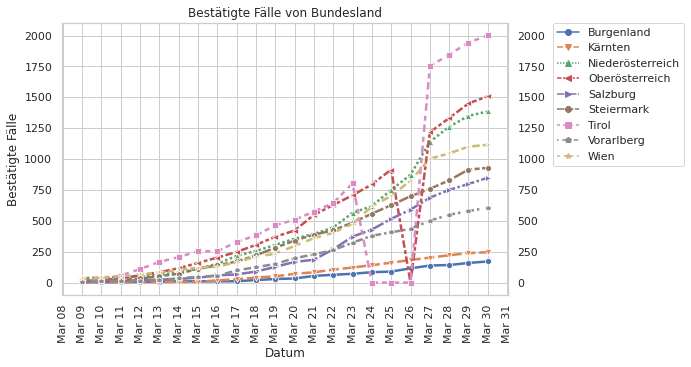 Bestätigte Fälle von Bundesland
Bestätigte Fälle
2000
1750
1500
1250
1000
750
500
250
0
2000
1750
1500
1250
1000
750
500
250
0
Burgenland
Kärnten
Niederösterreich
Oberösterreich
Salzburg
Steiermark
Tirol
Vorarlberg
Wien
Mar 08
Mar 09
Mar 10
Mar 11
Mar 12
Mar 13
Mar 14
Mar 15
Mar 16
Mar 17
Mar 18
Mar 19
Mar 20
Mar 21
Mar 22
Mar 23
Mar 24
Mar 25
Mar 26
Mar 27
Mar 28
Mar 29
Mar 30
Mar 31
Datum